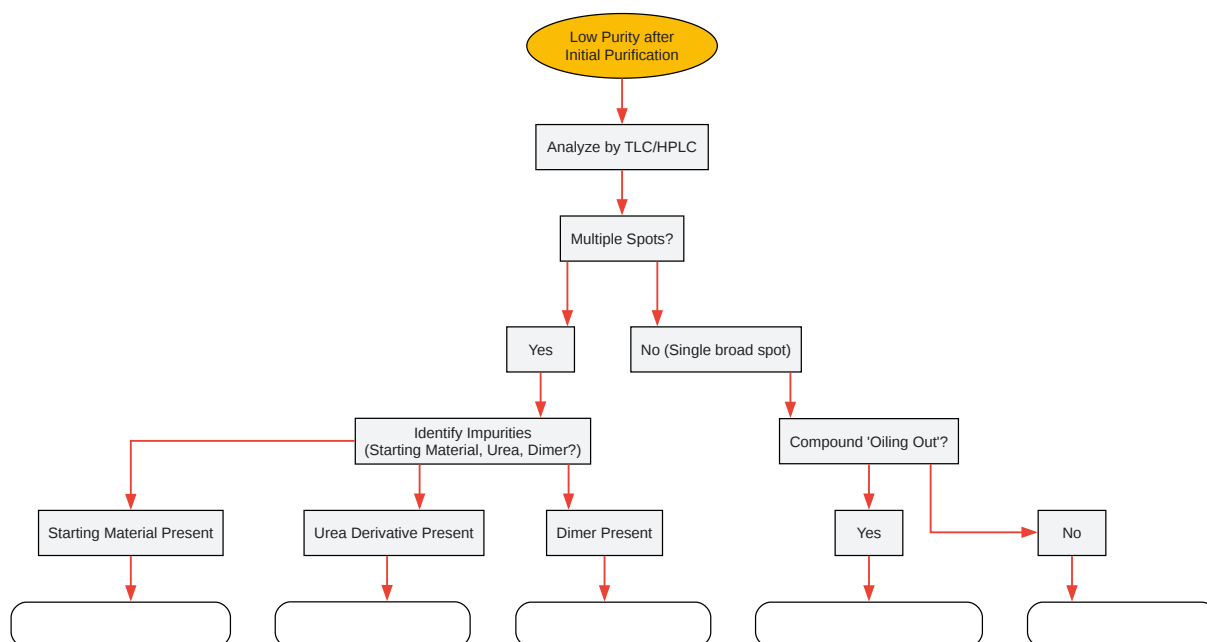 Low Purity after
Initial Purification
Analyze by TLC/HPLC
Multiple Spots?
Yes
No (Single broad spot)
Identify Impurities
(Starting Material, Urea, Dimer?)
Compound 'Oiling Out'?
Starting Material Present
Urea Derivative Present
Dimer Present
Yes
No